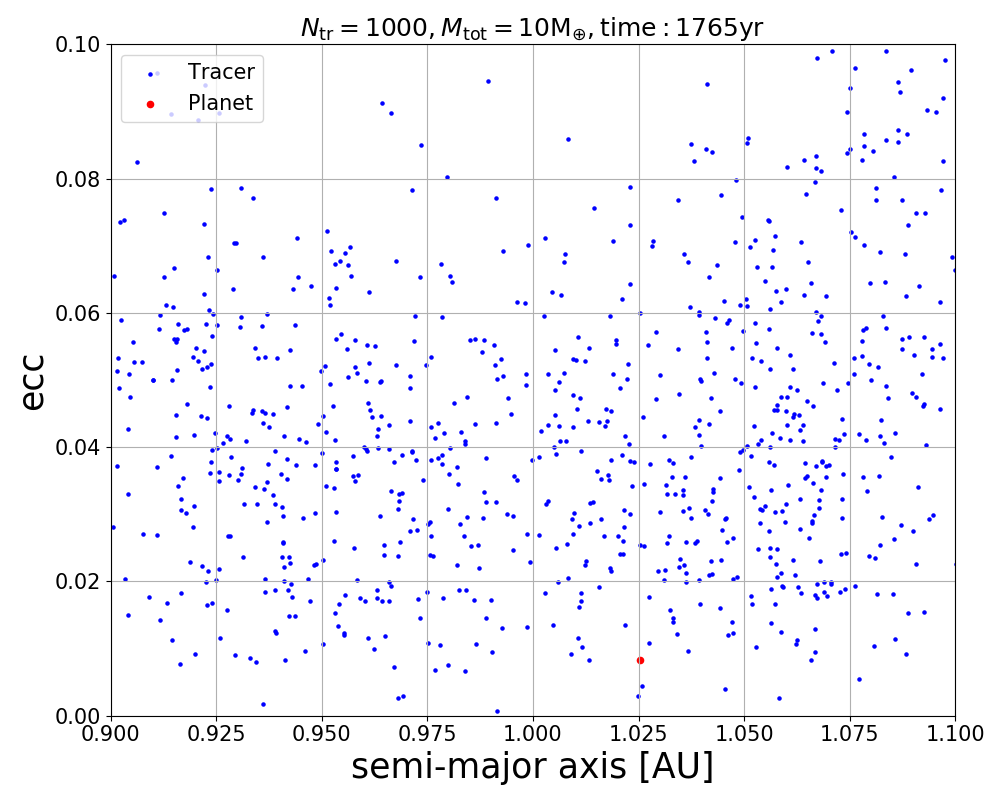 N_tr = 1000, M_tot = 10M_⊕, time : 1765yr
0.10
0.08
0.06
0.04
0.02
0.00
ecc
Tracer
Planet
0.900 0.925 0.950 0.975 1.000 1.025 1.050 1.075 1.100
semi-major axis [AU]